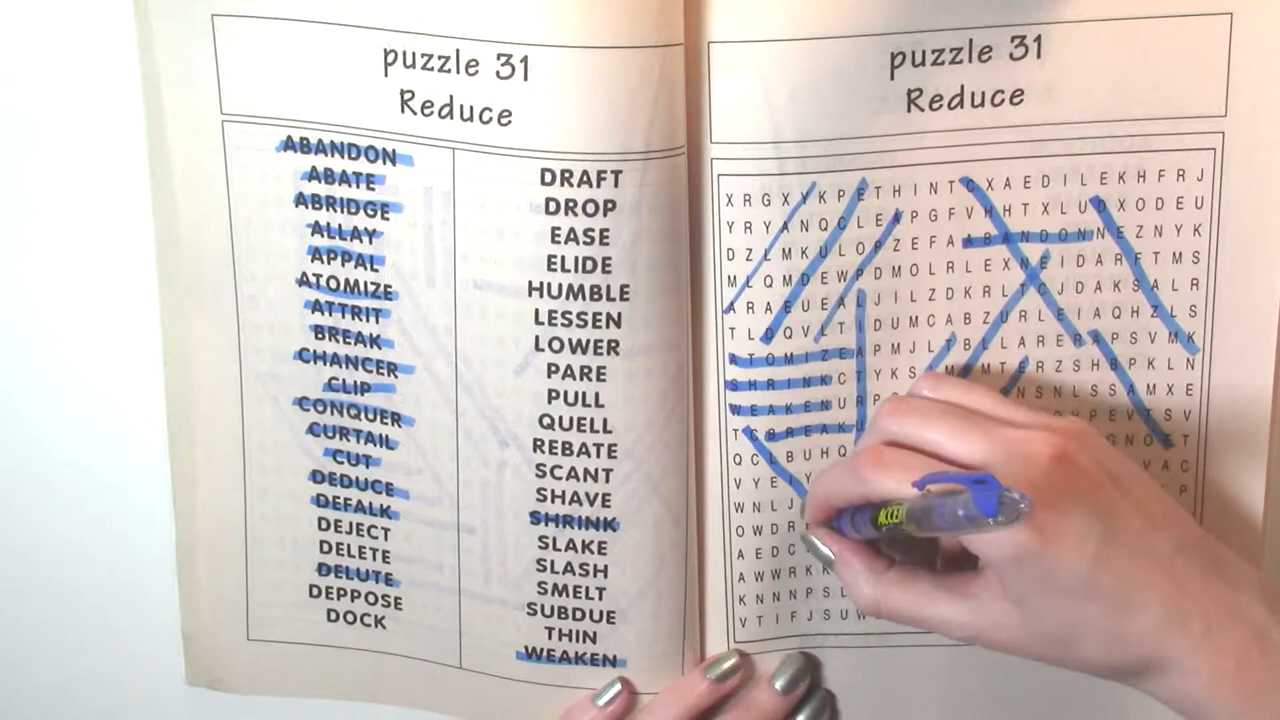 puzzle 31
Reduce
ABANDON
ABATE
ABRIDGE
ALLAY
APPAL
ATOMIZE
ATTRIT
BREAK
CHANCER
CLIP
CONQUER
CURTAIL
CUT
DEDUCE
DEFALK
DEJECT
DELETE
DELUTE
DEPPOSE
DOCK
DRAFT
DROP
EASE
ELIDE
HUMBLE
LESSEN
LOWER
PARE
PULL
QUELL
REBATE
SCANT
SHAVE
SHRINK
SLAKE
SLASH
SMELT
SUBDUE
THIN
WEAKEN
puzzle 31
Reduce
X R G X Y K P E T H I N T C X A E D I L E K H F R J
Y R Y A N Q C L E A P G F V H H T X L U D X O D E U
D Z L M K U L O P Z E F A A B A N D O N N E Z N Y K
M L Q M D E W P D M O L R L E X N E I D A R F T M S
A R A E U E A L J I L Z D K R L T C J D A K S A L R
T L D Q V L T I D U M C A B Z U R L E I A Q H Z L S
A T O M I Z E A P M J L T B L L A R E R A P S V M K
S H R I N K C T Y K S M M T E R Z S H B P K L N
W E A K E N U R P N S N L S S A M X E
T C B R E A K U P E V T S V
Q C L B U H Q G N O E T
V Y E I Y V A C
W N L J P
O W D R
A E D C
A W W R K K
K N N N P S L
V T I F J S U W
ACCENT